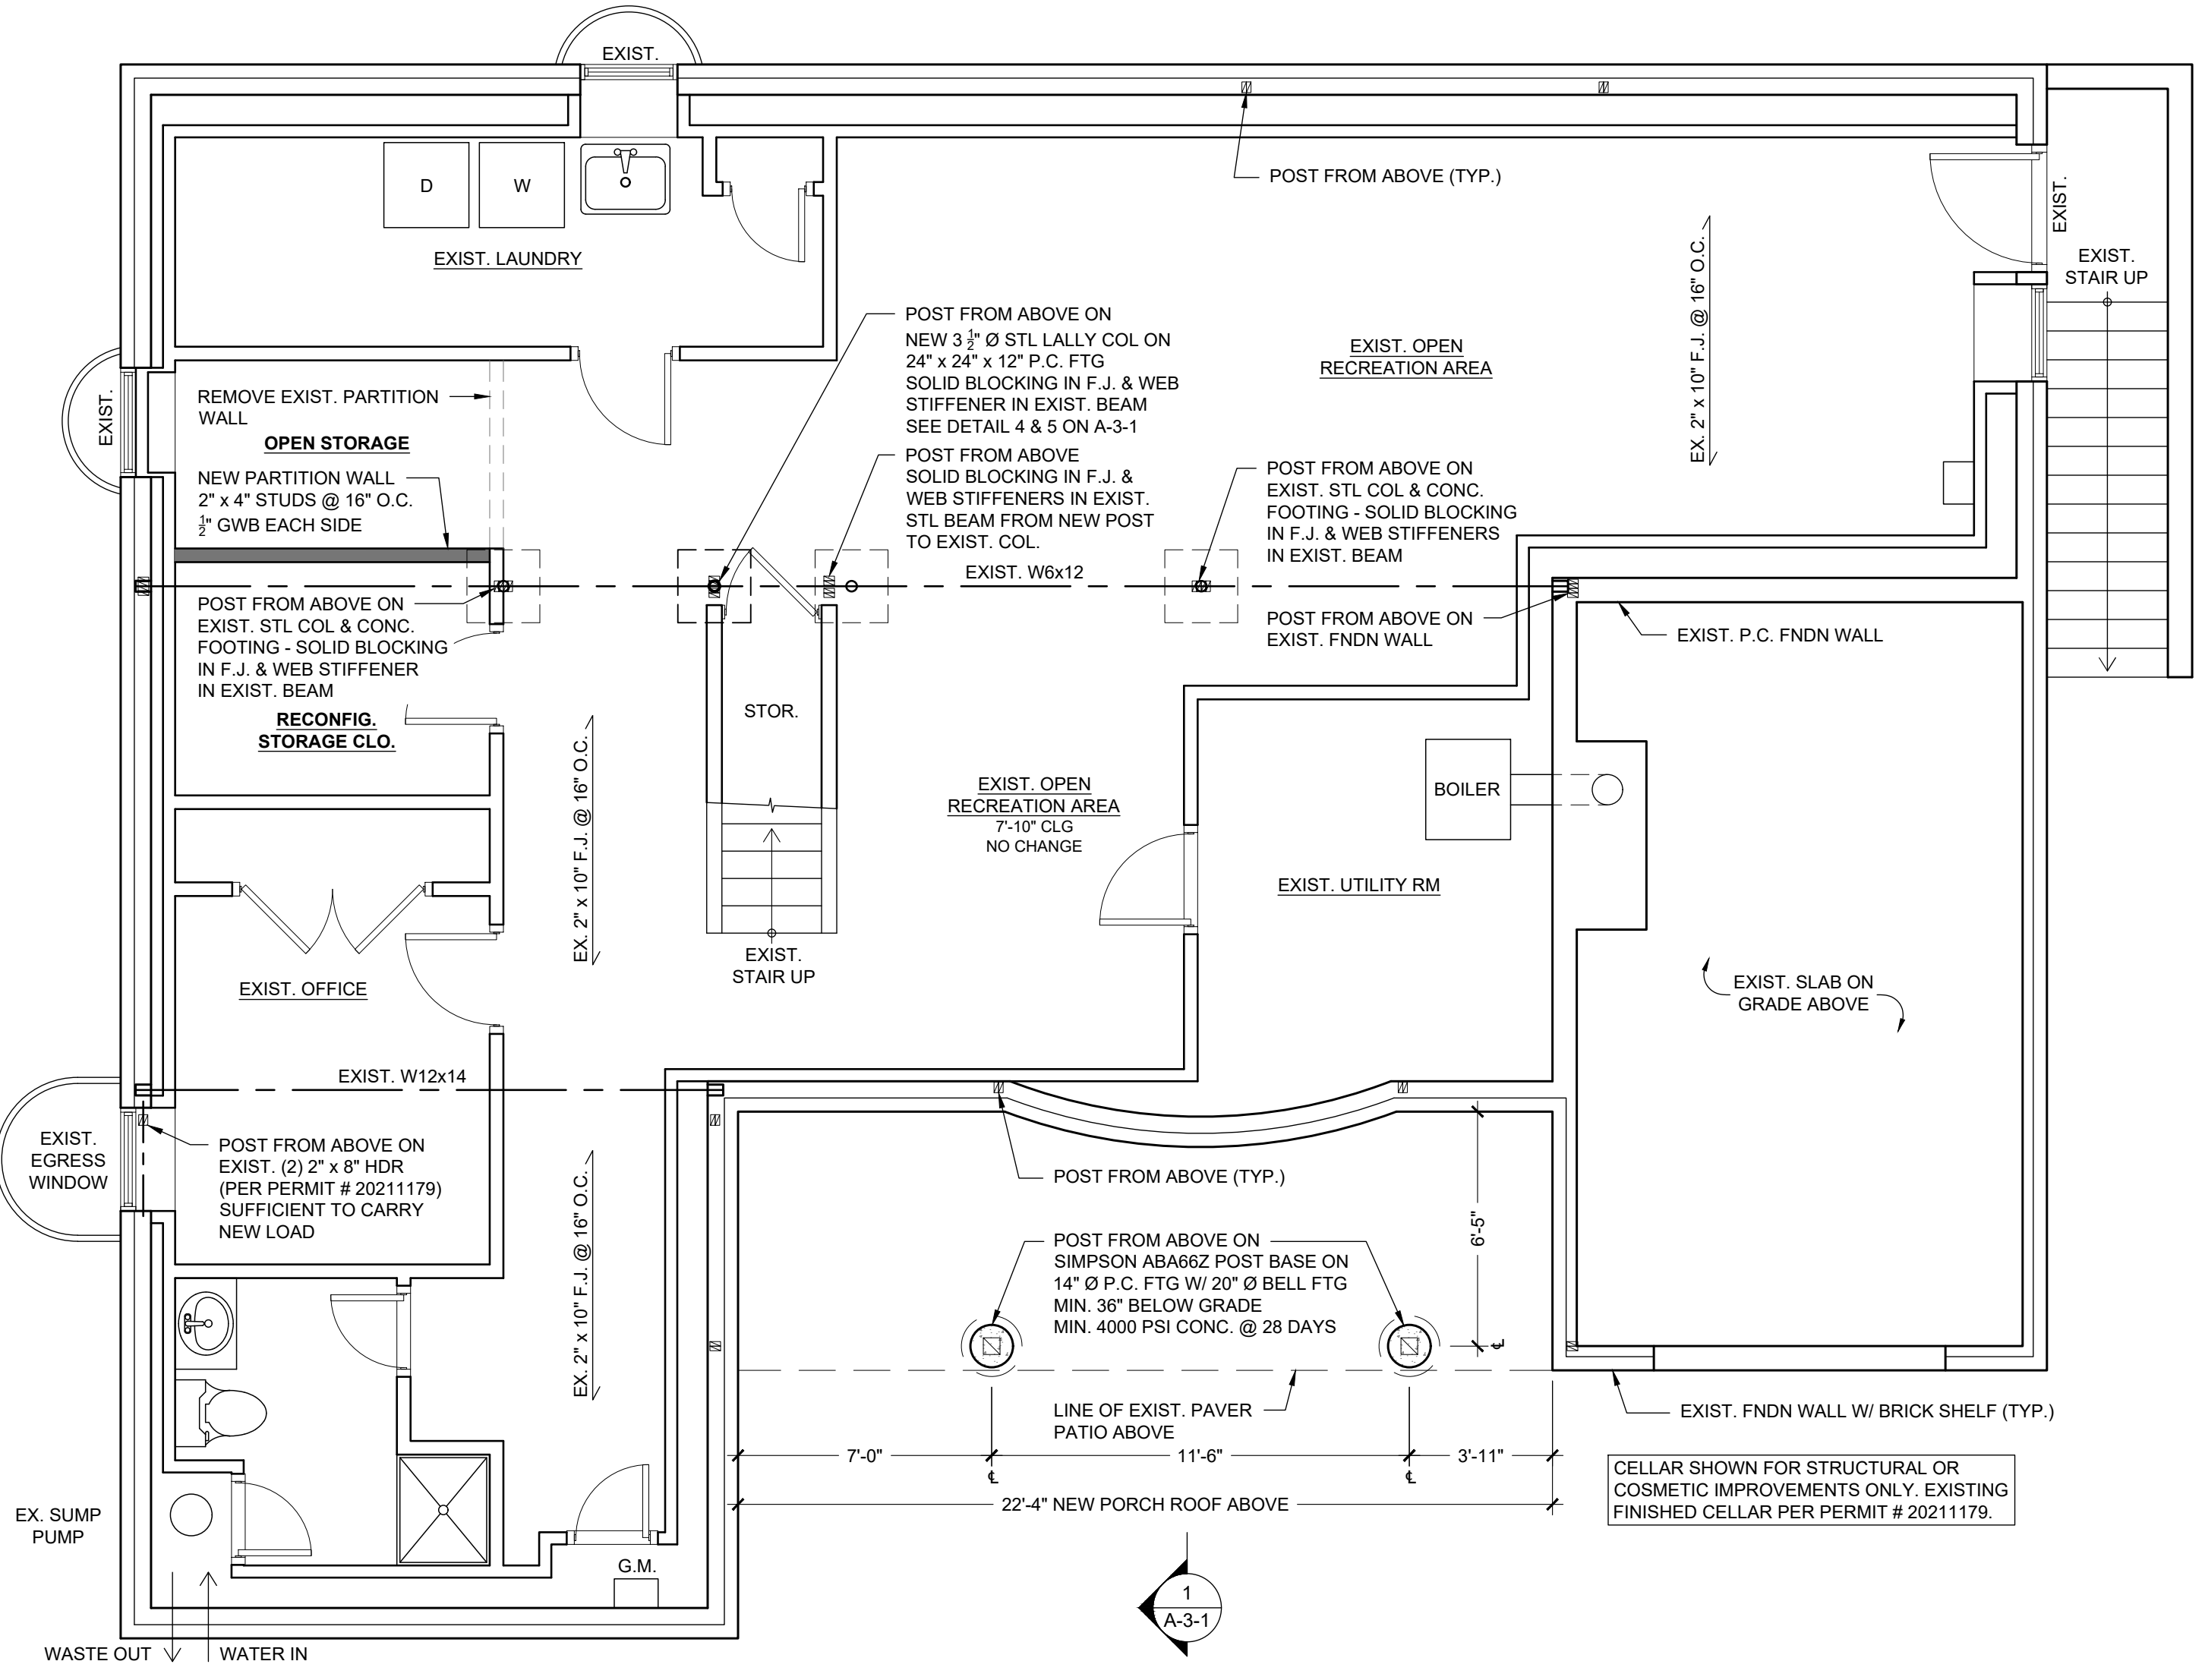 EXIST.
D
W
EXIST. LAUNDRY
POST FROM ABOVE (TYP.)
EX. 2" x 10" F.J. @ 16" O.C.
EXIST.
EXIST.
STAIR UP
EXIST. OPEN
RECREATION AREA
POST FROM ABOVE ON
NEW 3 1/2" Ø STL LALLY COL ON
24" x 24" x 12" P.C. FTG
SOLID BLOCKING IN F.J. & WEB
STIFFENER IN EXIST. BEAM
SEE DETAIL 4 & 5 ON A-3-1
EXIST.
REMOVE EXIST. PARTITION
WALL
OPEN STORAGE
NEW PARTITION WALL
2" x 4" STUDS @ 16" O.C.
1/2" GWB EACH SIDE
POST FROM ABOVE
SOLID BLOCKING IN F.J. &
WEB STIFFENERS IN EXIST.
STL BEAM FROM NEW POST
TO EXIST. COL.
POST FROM ABOVE ON
EXIST. STL COL & CONC.
FOOTING - SOLID BLOCKING
IN F.J. & WEB STIFFENERS
IN EXIST. BEAM
EXIST. W6x12
POST FROM ABOVE ON
EXIST. STL COL & CONC.
FOOTING - SOLID BLOCKING
IN F.J. & WEB STIFFENER
IN EXIST. BEAM
POST FROM ABOVE ON
EXIST. FNDN WALL
EXIST. P.C. FNDN WALL
RECONFIG.
STORAGE CLO.
STOR.
EX. 2" x 10" F.J. @ 16" O.C.
EXIST. OPEN
RECREATION AREA
7'-10" CLG
NO CHANGE
BOILER
EXIST. UTILITY RM
EXIST.
STAIR UP
EXIST. OFFICE
EXIST. SLAB ON
GRADE ABOVE
EXIST. W12x14
EXIST.
EGRESS
WINDOW
POST FROM ABOVE ON
EXIST. (2) 2" x 8" HDR
(PER PERMIT # 20211179)
SUFFICIENT TO CARRY
NEW LOAD
EX. 2" x 10" F.J. @ 16" O.C.
POST FROM ABOVE (TYP.)
6'-5"
℄
POST FROM ABOVE ON
SIMPSON ABA66Z POST BASE ON
14" Ø P.C. FTG W/ 20" Ø BELL FTG
MIN. 36" BELOW GRADE
MIN. 4000 PSI CONC. @ 28 DAYS
LINE OF EXIST. PAVER
PATIO ABOVE
EXIST. FNDN WALL W/ BRICK SHELF (TYP.)
7'-0"
11'-6"
3'-11"
℄
℄
22'-4" NEW PORCH ROOF ABOVE
CELLAR SHOWN FOR STRUCTURAL OR
COSMETIC IMPROVEMENTS ONLY. EXISTING
FINISHED CELLAR PER PERMIT # 20211179.
EX. SUMP
PUMP
G.M.
1
A-3-1
WASTE OUT
WATER IN